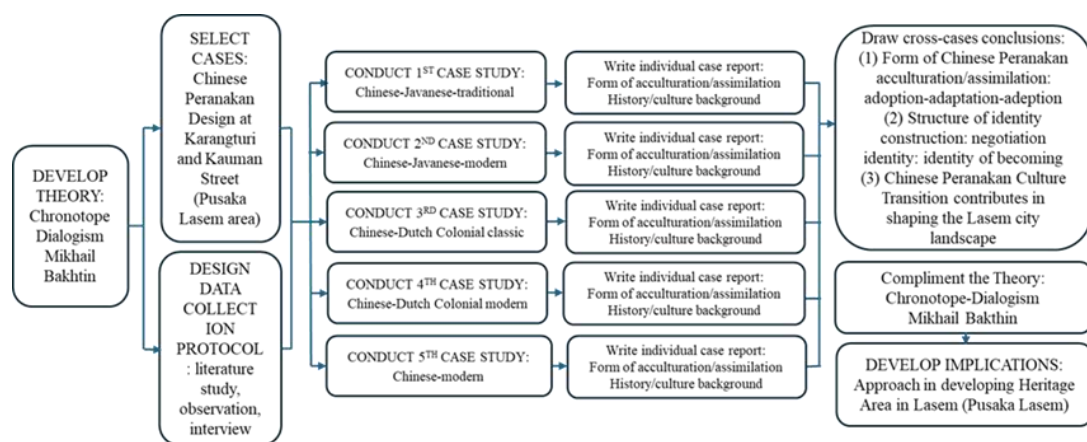 DEVELOP
THEORY:
Chronotope
Dialogism
Mikhail
Bakhtin
SELECT
CASES:
Chinese
Peranakan
Design at
Karangturi
and Kauman
Street
(Pusaka
Lasem area)
DESIGN
DATA
COLLECT
ION
PROTOCOL
: literature
study,
observation,
interview
CONDUCT 1ST CASE STUDY:
Chinese-Javanese-traditional
Write individual case report:
Form of acculturation/assimilation
History/culture background
CONDUCT 2ND CASE STUDY:
Chinese-Javanese-modern
Write individual case report:
Form of acculturation/assimilation
History/culture background
CONDUCT 3RD CASE STUDY:
Chinese-Dutch Colonial classic
Write individual case report:
Form of acculturation/assimilation
History/culture background
CONDUCT 4TH CASE STUDY:
Chinese-Dutch Colonial modern
Write individual case report:
Form of acculturation/assimilation
History/culture background
CONDUCT 5TH CASE STUDY:
Chinese-modern
Write individual case report:
Form of acculturation/assimilation
History/culture background
Draw cross-cases conclusions:
(1) Form of Chinese Peranakan
acculturation/assimilation:
adoption-adaptation-adeption
(2) Structure of identity
construction: negotiation
identity: identity of becoming
(3) Chinese Peranakan Culture
Transition contributes in
shaping the Lasem city
landscape
Compliment the Theory:
Chronotope-Dialogism
Mikhail Bakthin
DEVELOP IMPLICATIONS:
Approach in developing Heritage
Area in Lasem (Pusaka Lasem)